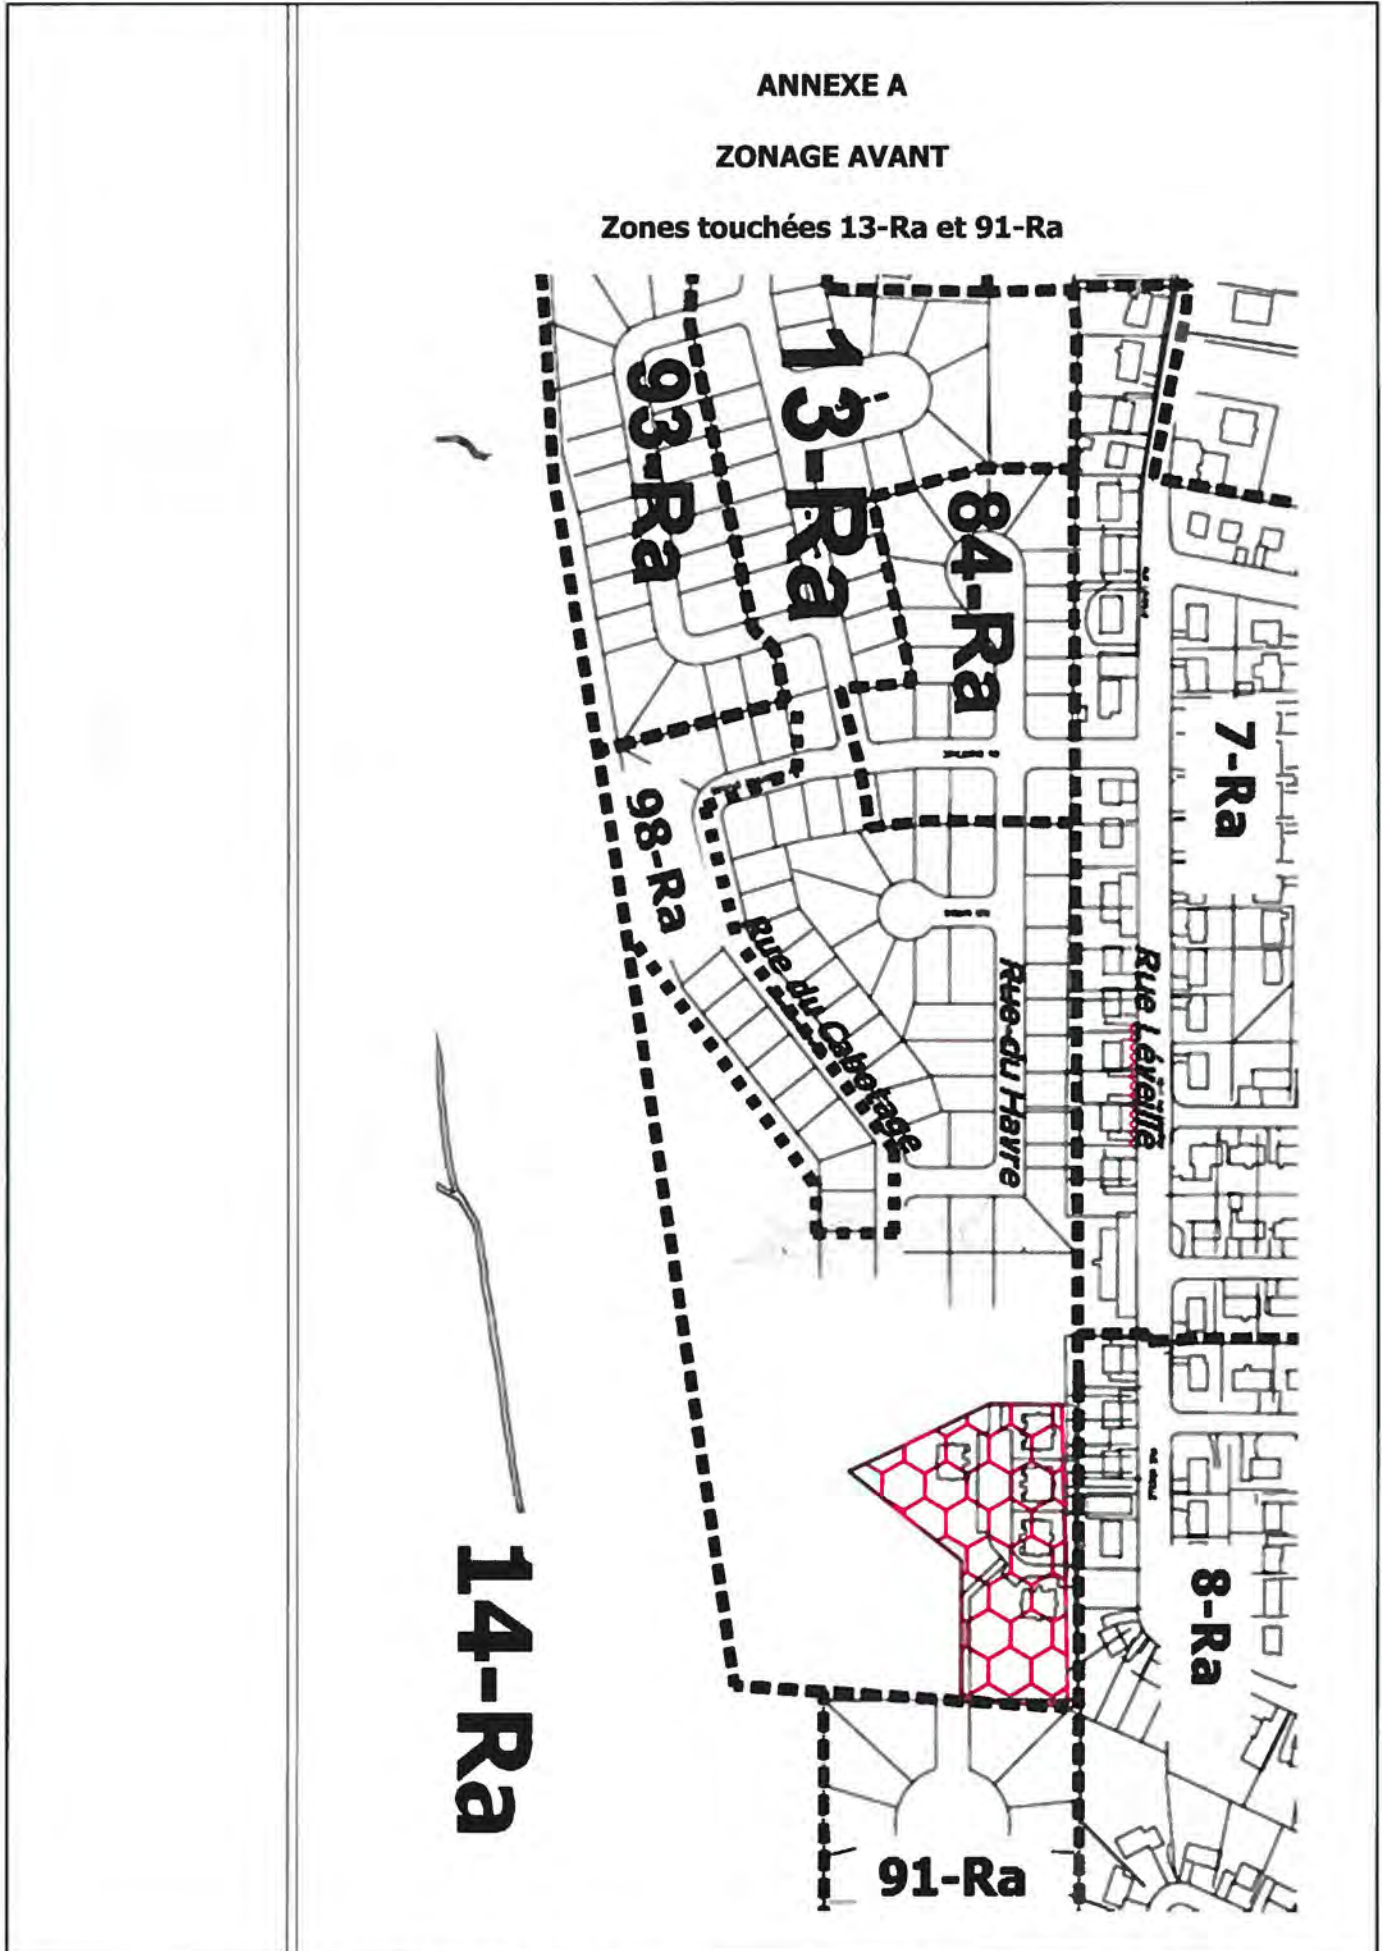 ANNEXE A
ZONAGE AVANT
Zones touchées 13-Ra et 91-Ra
13-Ra
93-Ra
84-Ra
7-Ra
98-Ra
Rue du Cabotage
Rue du Havre
Rue Léveillé
8-Ra
14-Ra
91-Ra